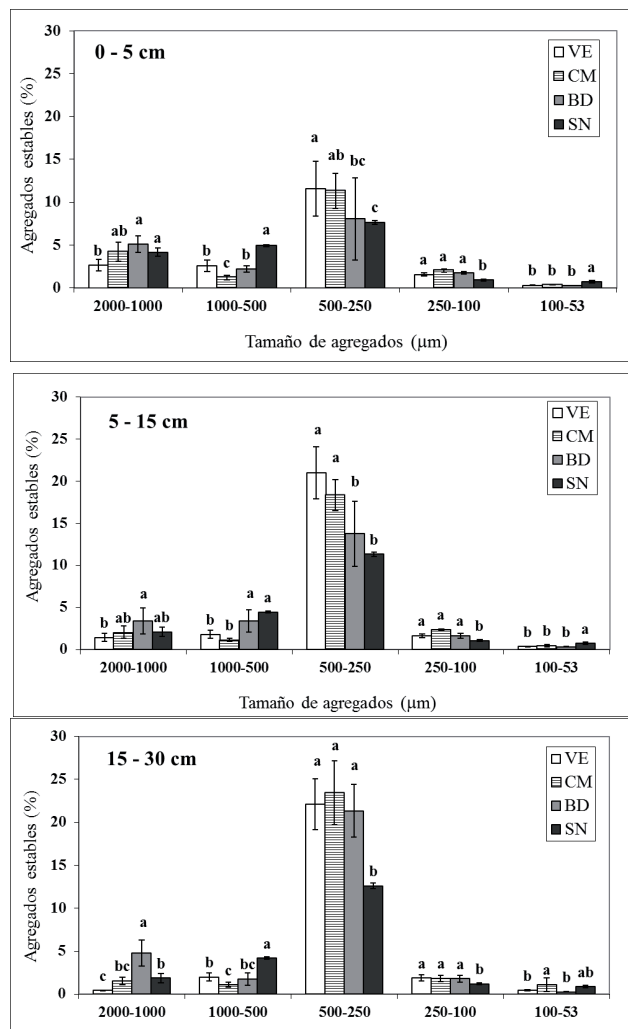 30
0 - 5 cm
VE
CM
BD
SN
25
20
15
10
5
0
Agregados estables (%)
a
ab
bc
c
b ab a a
b c b a
a a a b
b b b a
2000-1000 1000-500 500-250 250-100 100-53
Tamaño de agregados (µm)
30
5 - 15 cm
VE
CM
BD
SN
25
20
15
10
5
0
Agregados estables (%)
a
a
b
b
b ab a ab
b b a a
a a a b
b b b a
2000-1000 1000-500 500-250 250-100 100-53
Tamaño de agregados (µm)
30
15 - 30 cm
VE
CM
BD
SN
25
20
15
10
5
0
Agregados estables (%)
a a a
b
c bc a b
b c bc a
a a a b
b a b ab
2000-1000 1000-500 500-250 250-100 100-53